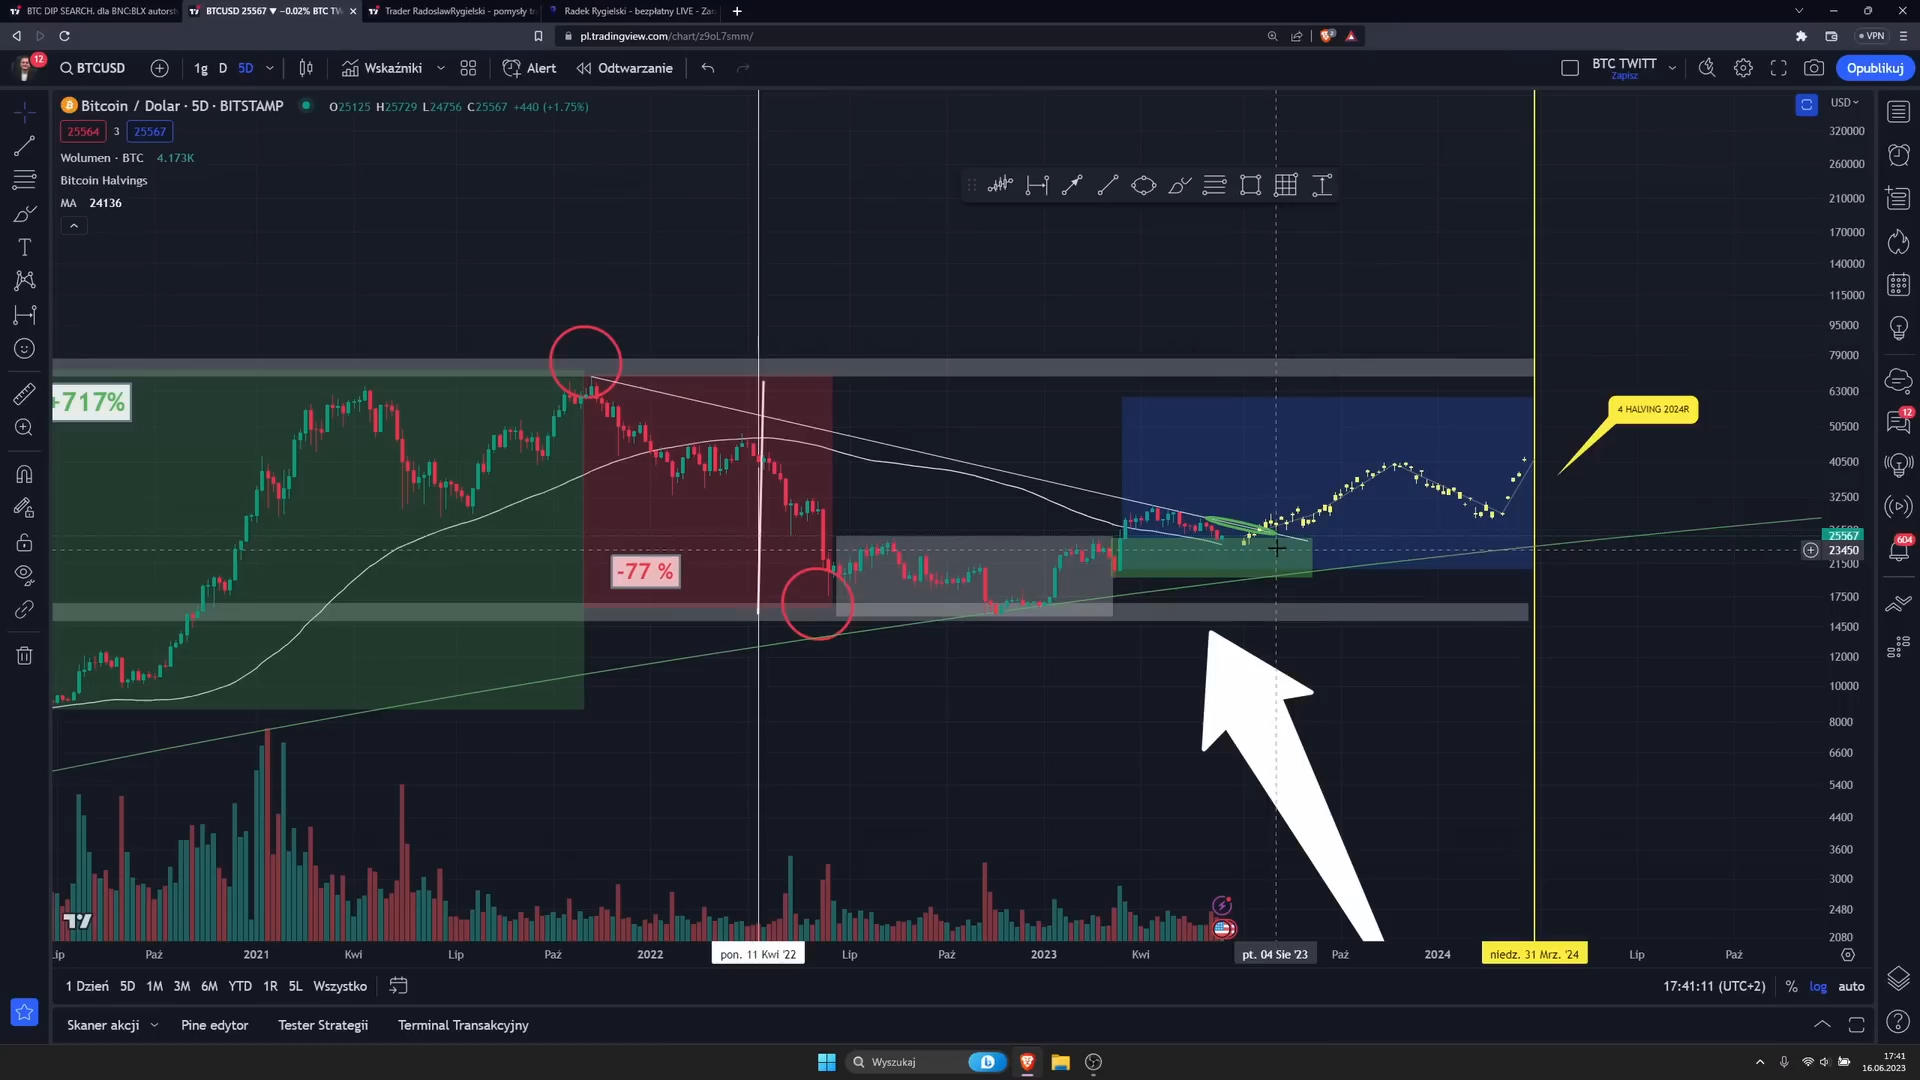 BTC DIP SEARCH. dla BNC:BLX autorst
BTCUSD 25567 ▼ −0.02% BTC TW
Trader RadoslawRygielski - pomysły tr
Radek Rygielski - bezpłatny LIVE - Zar
pl.tradingview.com/chart/z9oL7smm/
VPN
12
BTCUSD
1g D 5D
Wskaźniki
Alert
Odtwarzanie
BTC TWITT
Zapisz
Opublikuj
Bitcoin / Dolar · 5D · BITSTAMP
O25125 H25729 L24756 C25567 +440 (+1.75%)
25564 3 25567
Wolumen · BTC 4.173K
Bitcoin Halvings
MA 24136
USD
320000
260000
210000
170000
140000
115000
95000
79000
63000
50500
40500
32500
25567
23450
21500
17500
14500
12000
10000
8000
6600
5400
4400
3600
3000
2480
2080
+717%
-77 %
4 HALVING 2024R
12
604
Lip Paź 2021 Kwi Lip Paź 2022 pon. 11 Kwi '22 Lip Paź 2023 Kwi pt. 04 Sie '23 Paź 2024 niedz. 31 Mrz. '24 Lip Paź
1 Dzień 5D 1M 3M 6M YTD 1R 5L Wszystko
17:41:11 (UTC+2) % log auto
Skaner akcji Pine edytor Tester Strategii Terminal Transakcyjny
Wyszukaj
17:41
16.06.2023